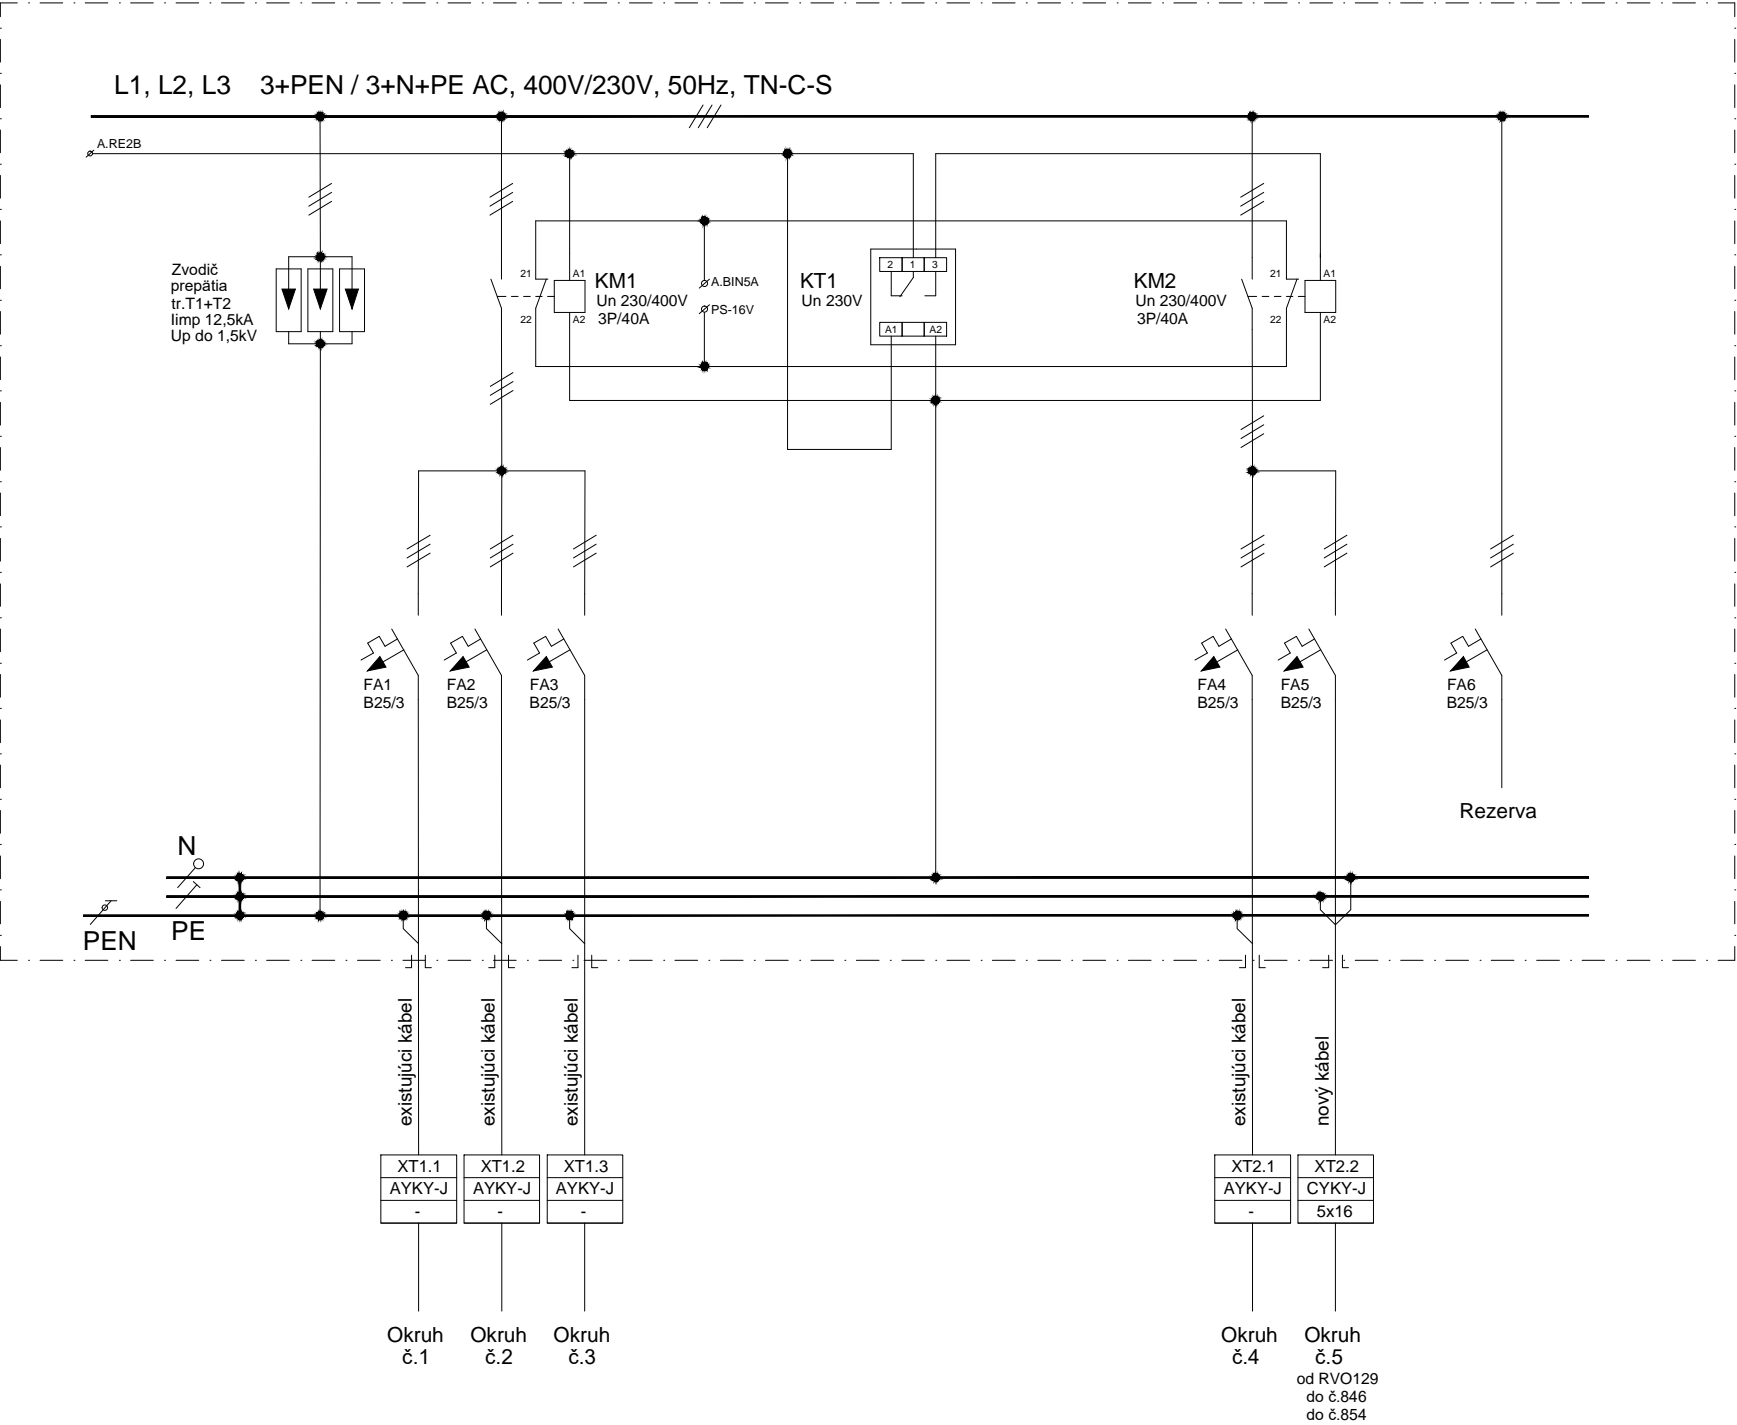 L1, L2, L3 3+PEN / 3+N+PE AC, 400V/230V, 50Hz, TN-C-S
A.RE2B
Zvodič
prepätia
tr.T1+T2
Iimp 12,5kA
Up do 1,5kV
21
22
A1
A2
KM1
Un 230/400V
3P/40A
A.BIN5A
PS-16V
KT1
Un 230V
2 1 3
A1 A2
KM2
Un 230/400V
3P/40A
21
22
A1
A2
FA1
B25/3
FA2
B25/3
FA3
B25/3
FA4
B25/3
FA5
B25/3
FA6
B25/3
Rezerva
N
PE
PEN
existujúci kábel
existujúci kábel
existujúci kábel
existujúci kábel
nový kábel
XT1.1
AYKY-J
-
XT1.2
AYKY-J
-
XT1.3
AYKY-J
-
XT2.1
AYKY-J
-
XT2.2
CYKY-J
5x16
Okruh
č.1
Okruh
č.2
Okruh
č.3
Okruh
č.4
Okruh
č.5
od RVO129
do č.846
do č.854